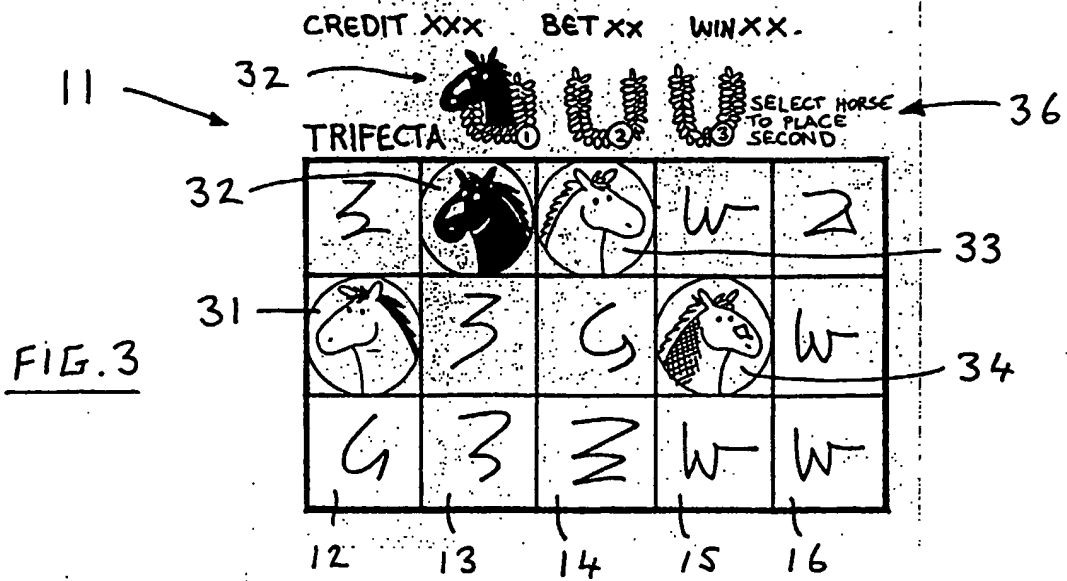 CREDIT XXX BET XX WIN XX.
32
11
1 2 3
SELECT HORSE
TO PLACE
SECOND
36
TRIFECTA
32
33
31
FIG. 3
34
12 13 14 15 16